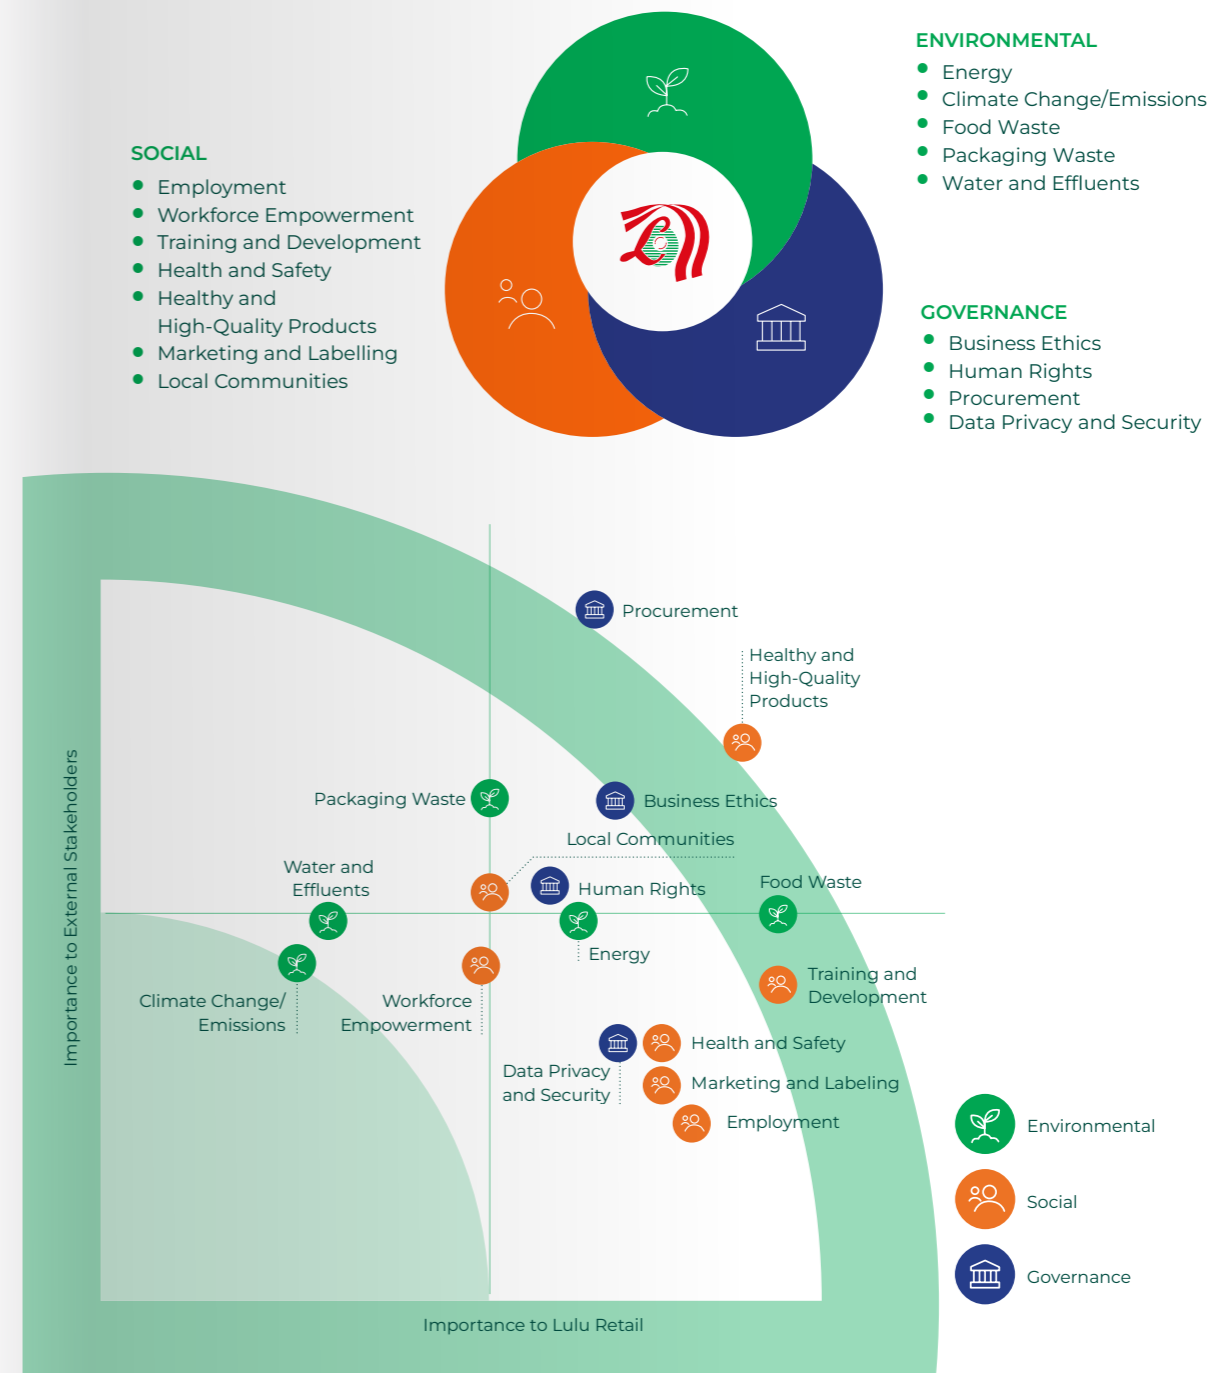 ENVIRONMENTAL
Energy
Climate Change/Emissions
Food Waste
Packaging Waste
Water and Effluents
SOCIAL
Employment
Workforce Empowerment
Training and Development
Health and Safety
Healthy and
High-Quality Products
Marketing and Labelling
Local Communities
GOVERNANCE
Business Ethics
Human Rights
Procurement
Data Privacy and Security
Procurement
Healthy and
High-Quality
Products
Packaging Waste
Business Ethics
Local Communities
Water and
Effluents
Human Rights
Food Waste
Energy
Climate Change/
Emissions
Workforce
Empowerment
Training and
Development
Health and Safety
Data Privacy
and Security
Marketing and Labeling
Employment
Importance to External Stakeholders
Importance to Lulu Retail
Environmental
Social
Governance